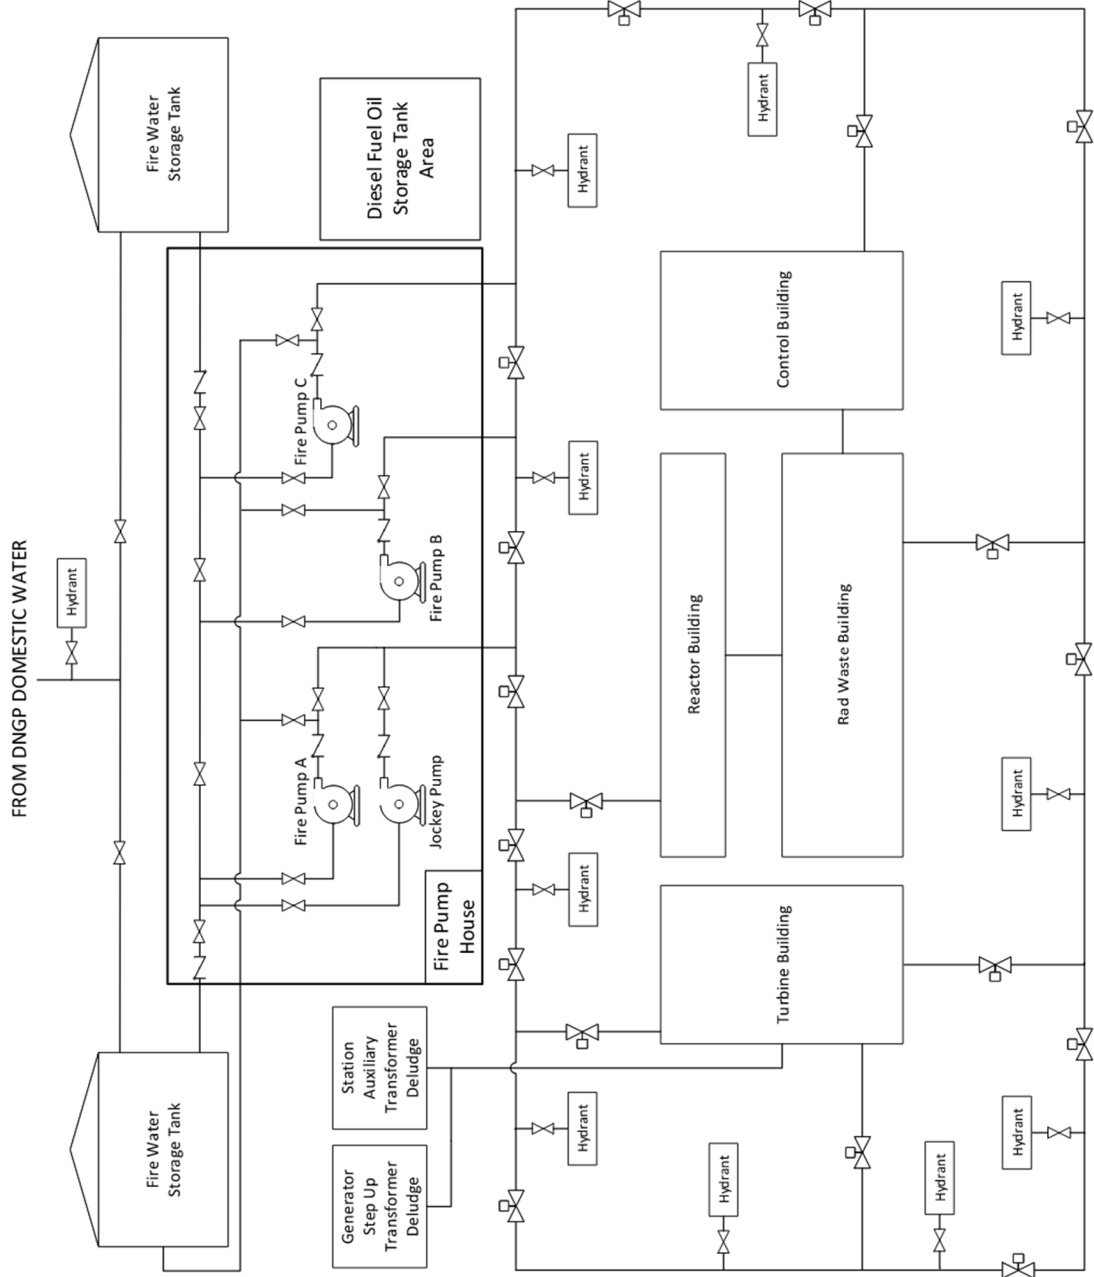 FROM DNGP DOMESTIC WATER
Hydrant
Fire Water
Storage Tank
Fire Water
Storage Tank
Fire Pump A
Fire Pump C
Generator
Step Up
Transformer
Deludge
Station
Auxiliary
Transformer
Deludge
Diesel Fuel Oil
Storage Tank
Area
Jockey Pump
Fire Pump B
Fire Pump
House
Hydrant
Hydrant
Hydrant
Hydrant
Reactor Building
Hydrant
Hydrant
Turbine Building
Control Building
Rad Waste Building
Hydrant
Hydrant
Hydrant
Hydrant